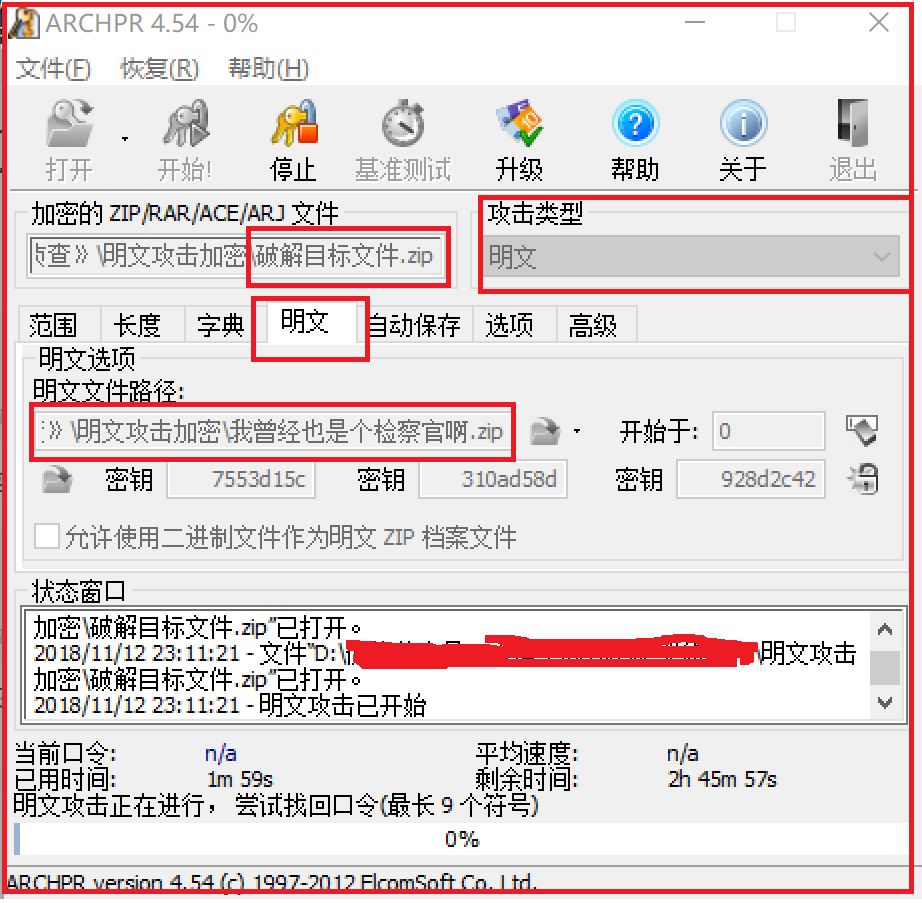 ARCHPR 4.54 - 0%
文件(F) 恢复(R) 帮助(H)
打开 开始! 停止 基准测试 升级 帮助 关于 退出
加密的 ZIP/RAR/ACE/ARJ 文件 攻击类型
查》\明文攻击加密\破解目标文件.zip 明文
范围 长度 字典 明文 自动保存 选项 高级
明文选项
明文文件路径:
》\明文攻击加密\我曾经也是个检察官啊.zip 开始于: 0
密钥 7553d15c 密钥 310ad58d 密钥 928d2c42
允许使用二进制文件作为明文 ZIP 档案文件
状态窗口
加密\破解目标文件.zip"已打开。
2018/11/12 23:11:21 - 文件"D:\ \明文攻击
加密\破解目标文件.zip"已打开。
2018/11/12 23:11:21 - 明文攻击已开始
当前口令: n/a 平均速度: n/a
已用时间: 1m 59s 剩余时间: 2h 45m 57s
明文攻击正在进行，尝试找回口令(最长 9 个符号)
0%
ARCHPR version 4.54 (c) 1997-2012 ElcomSoft Co. Ltd.